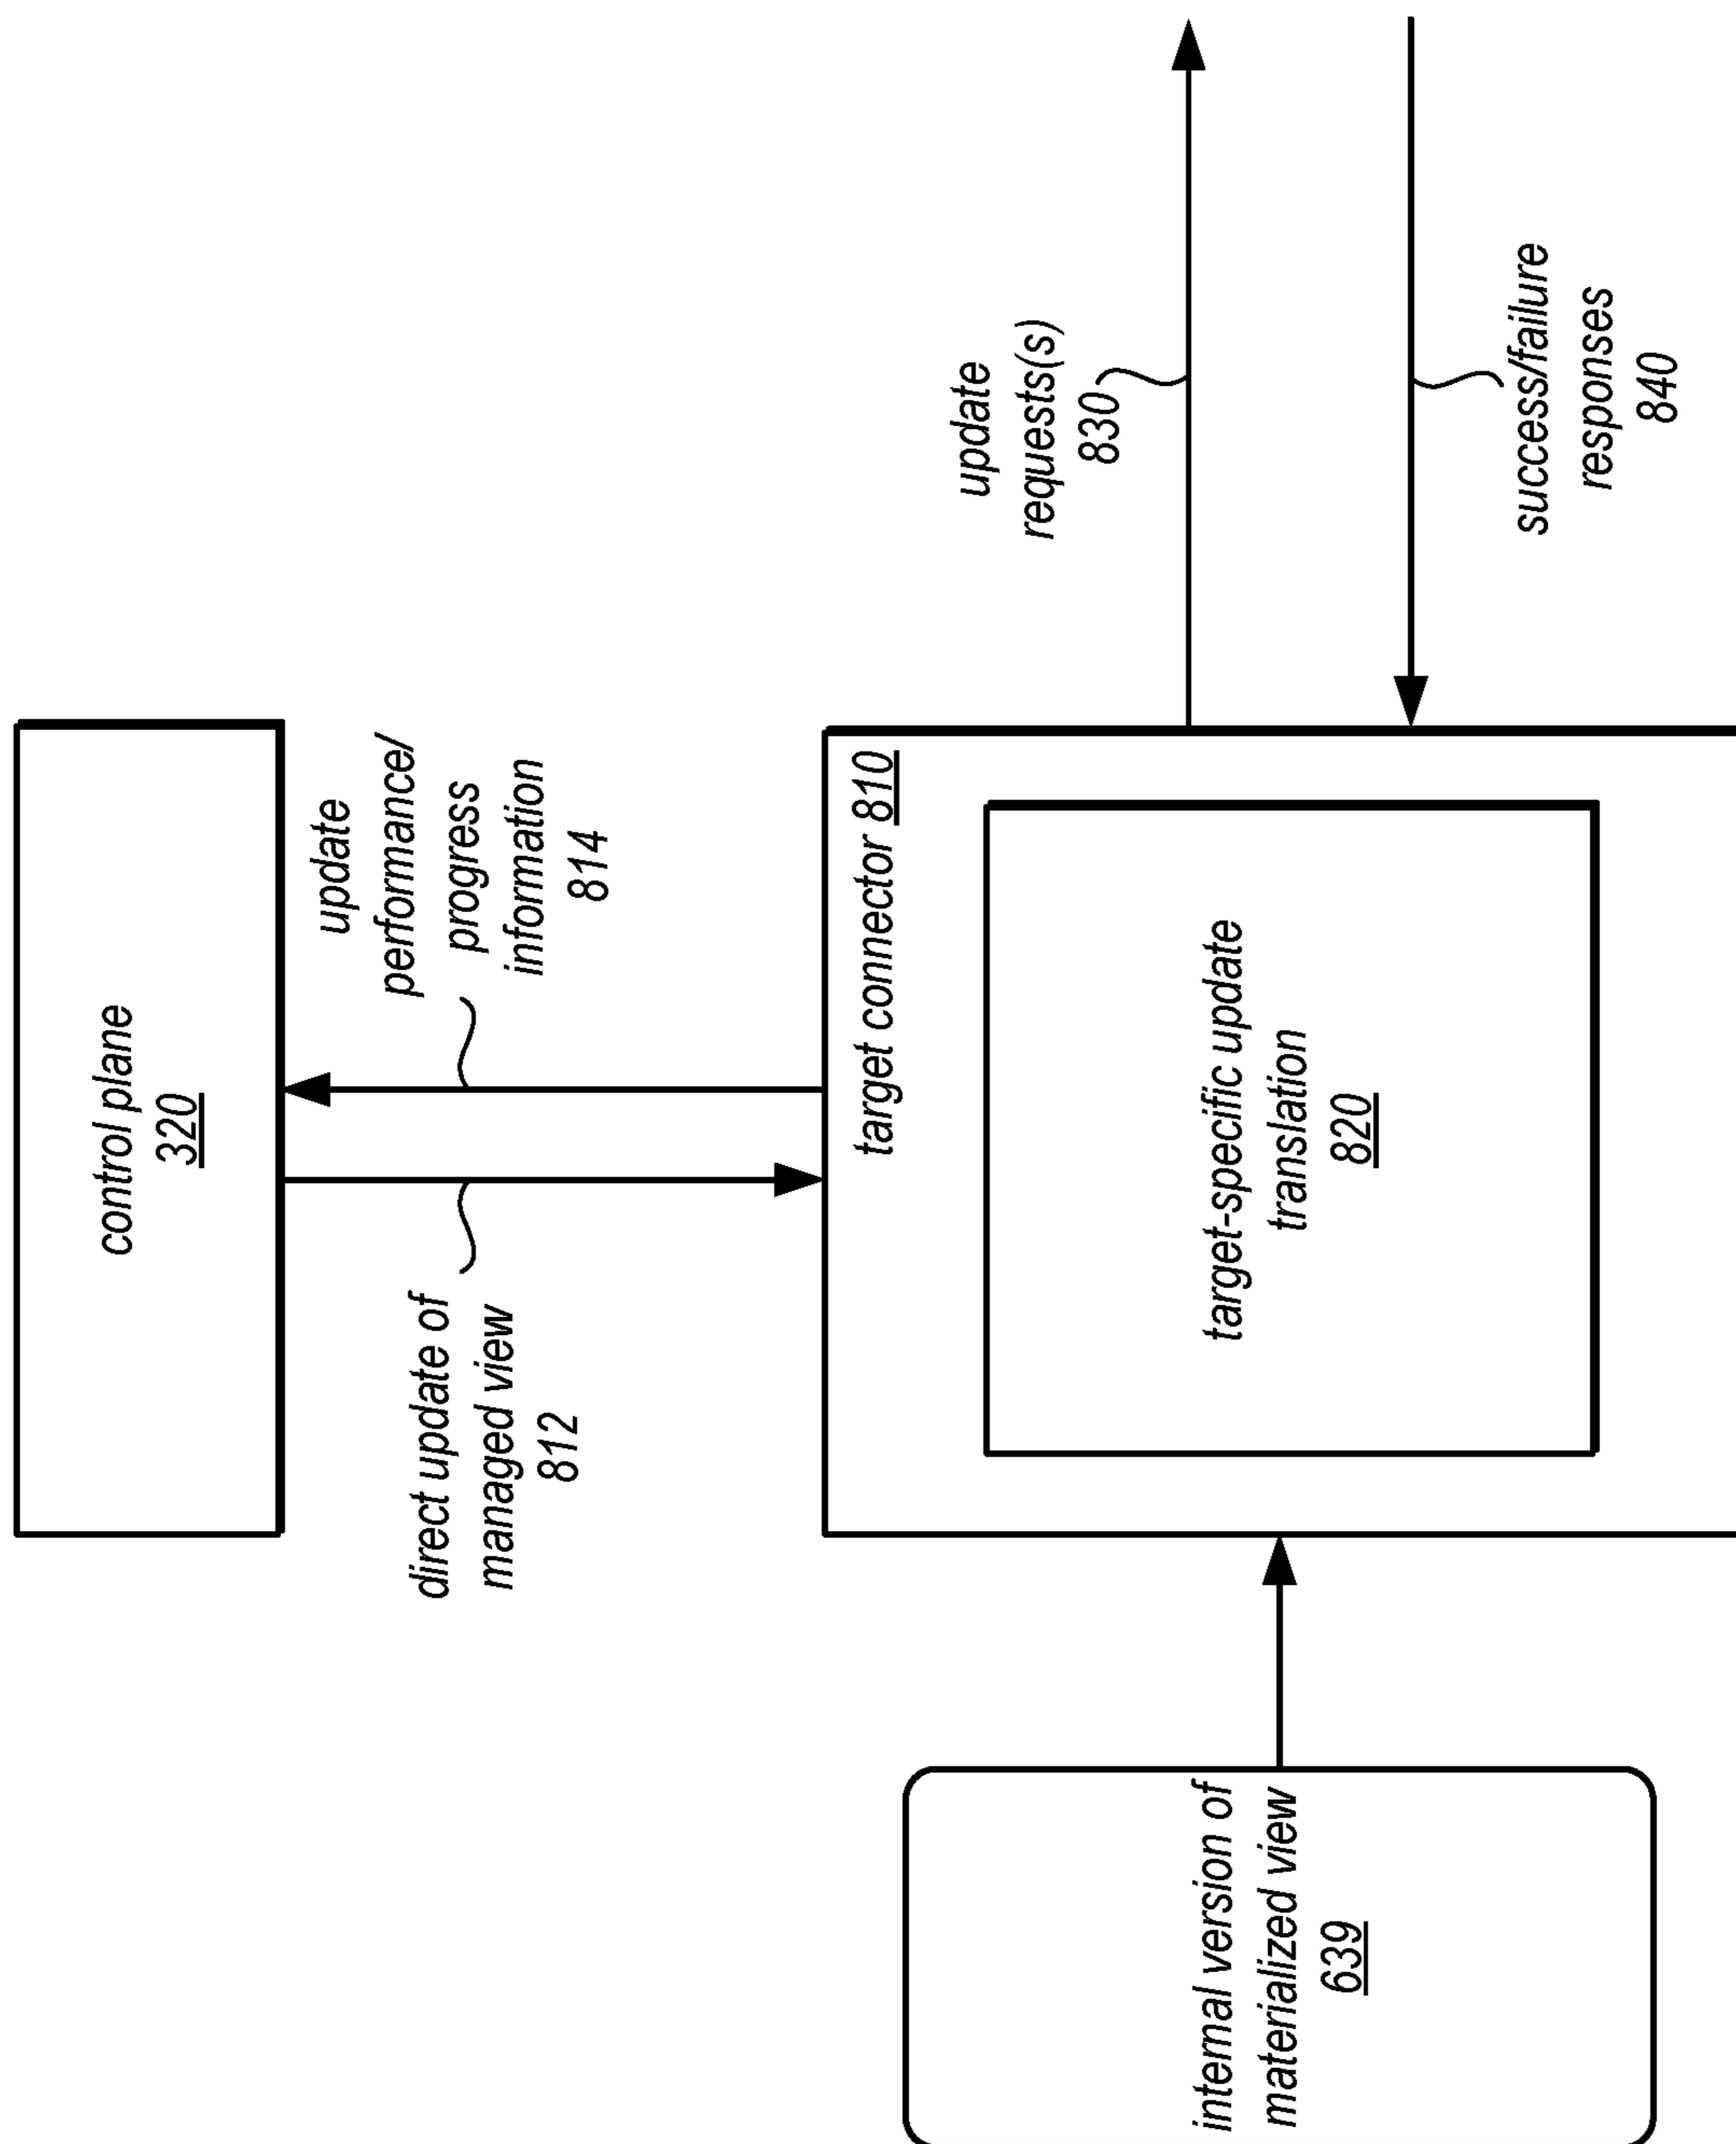 control plane
320
direct update of
managed view
812
update
performance/
progress
information
814
target connector 810
internal version of
materialized view
639
target-specific update
translation
820
update
requests(s)
830
success/failure
responses
840